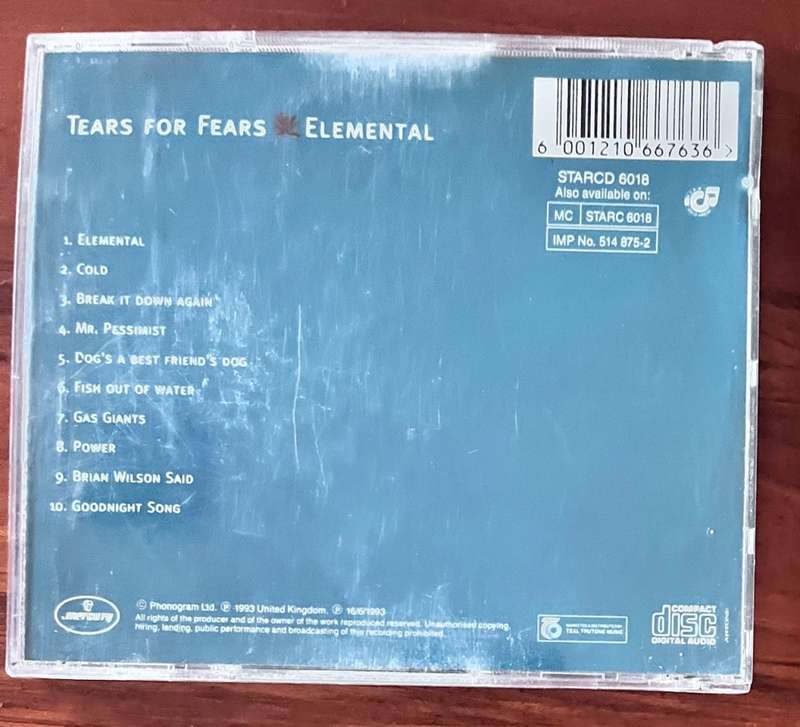 TEARS FOR FEARS ELEMENTAL
6 001210 667636 >
STARCD 6018
Also available on:
MC STARC 6018
IMP No. 514 875-2
1. ELEMENTAL
2. COLD
3. BREAK IT DOWN AGAIN
4. MR. PESSIMIST
5. DOG'S A BEST FRIEND'S DOG
6. FISH OUT OF WATER
7. GAS GIANTS
8. POWER
9. BRIAN WILSON SAID
10. GOODNIGHT SONG
mercury
© Phonogram Ltd. ℗ 1993 United Kingdom. ℗ 16/6/1993
All rights of the producer and of the owner of the work reproduced reserved. Unauthorised copying,
hiring, lending, public performance and broadcasting of this recording prohibited.
MARKETED & DISTRIBUTED BY
TEAL TRUTONE MUSIC
COMPACT
disc
DIGITAL AUDIO